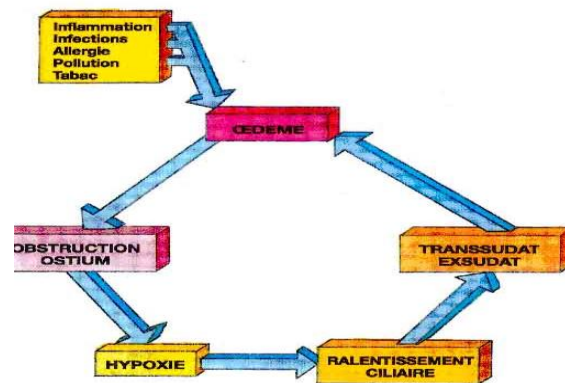 Inflammation
Infections
Allergie
Pollution
Tabac
ŒDEME
OBSTRUCTION
OSTIUM
TRANSSUDAT
EXSUDAT
HYPOXIE
RALENTISSEMENT
CILIAIRE